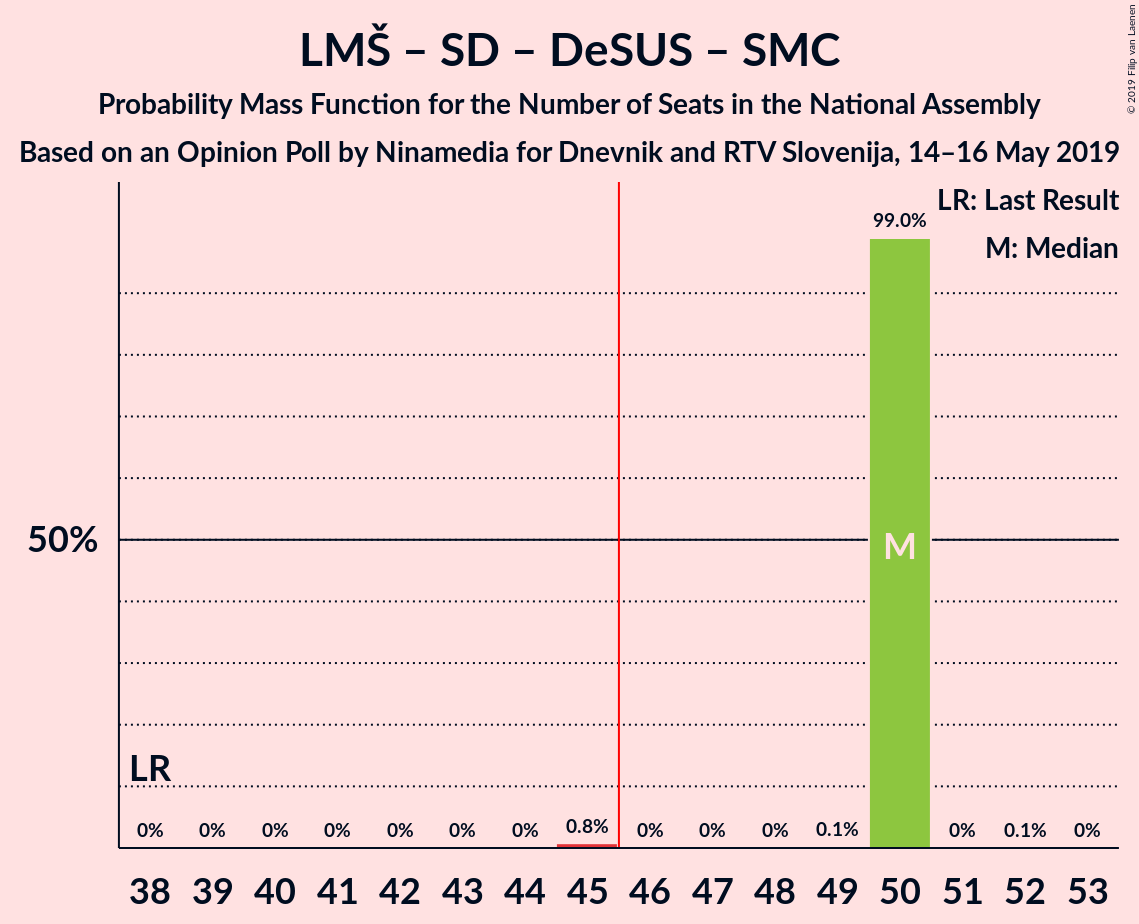 LMŠ – SD – DeSUS – SMC
Probability Mass Function for the Number of Seats in the National Assembly
Based on an Opinion Poll by Ninamedia for Dnevnik and RTV Slovenija, 14–16 May 2019
© 2019 Filip van Laenen
LR: Last Result
M: Median
99.0%
50%
M
LR
0% 0% 0% 0% 0% 0% 0% 0.8% 0% 0% 0% 0.1% 0% 0.1% 0%
38 39 40 41 42 43 44 45 46 47 48 49 50 51 52 53